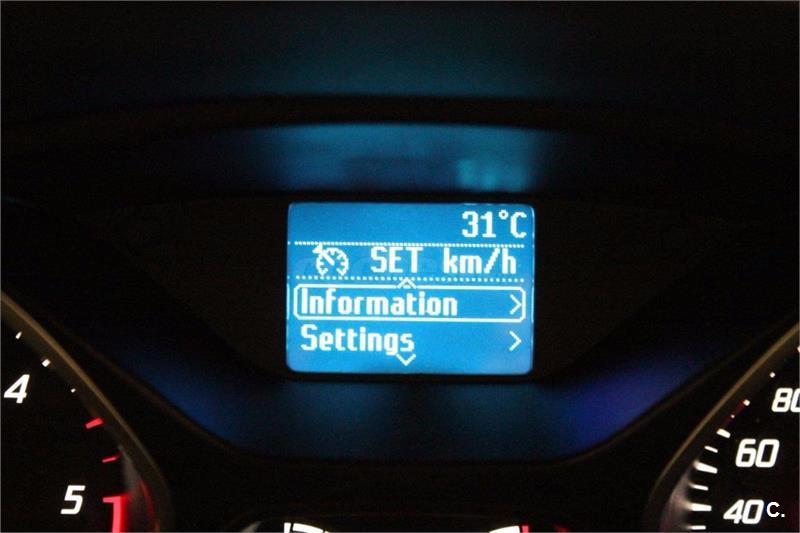 31°C
SET km/h
Information >
Settings >
4
5
80
60
40
C.